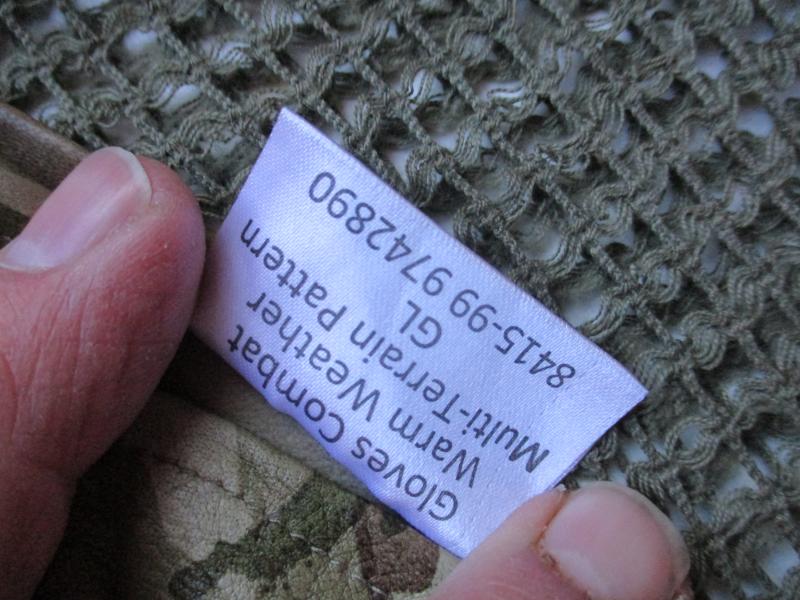 Gloves Combat
Warm Weather
Multi-Terrain Pattern
GL
8415-99 9742890